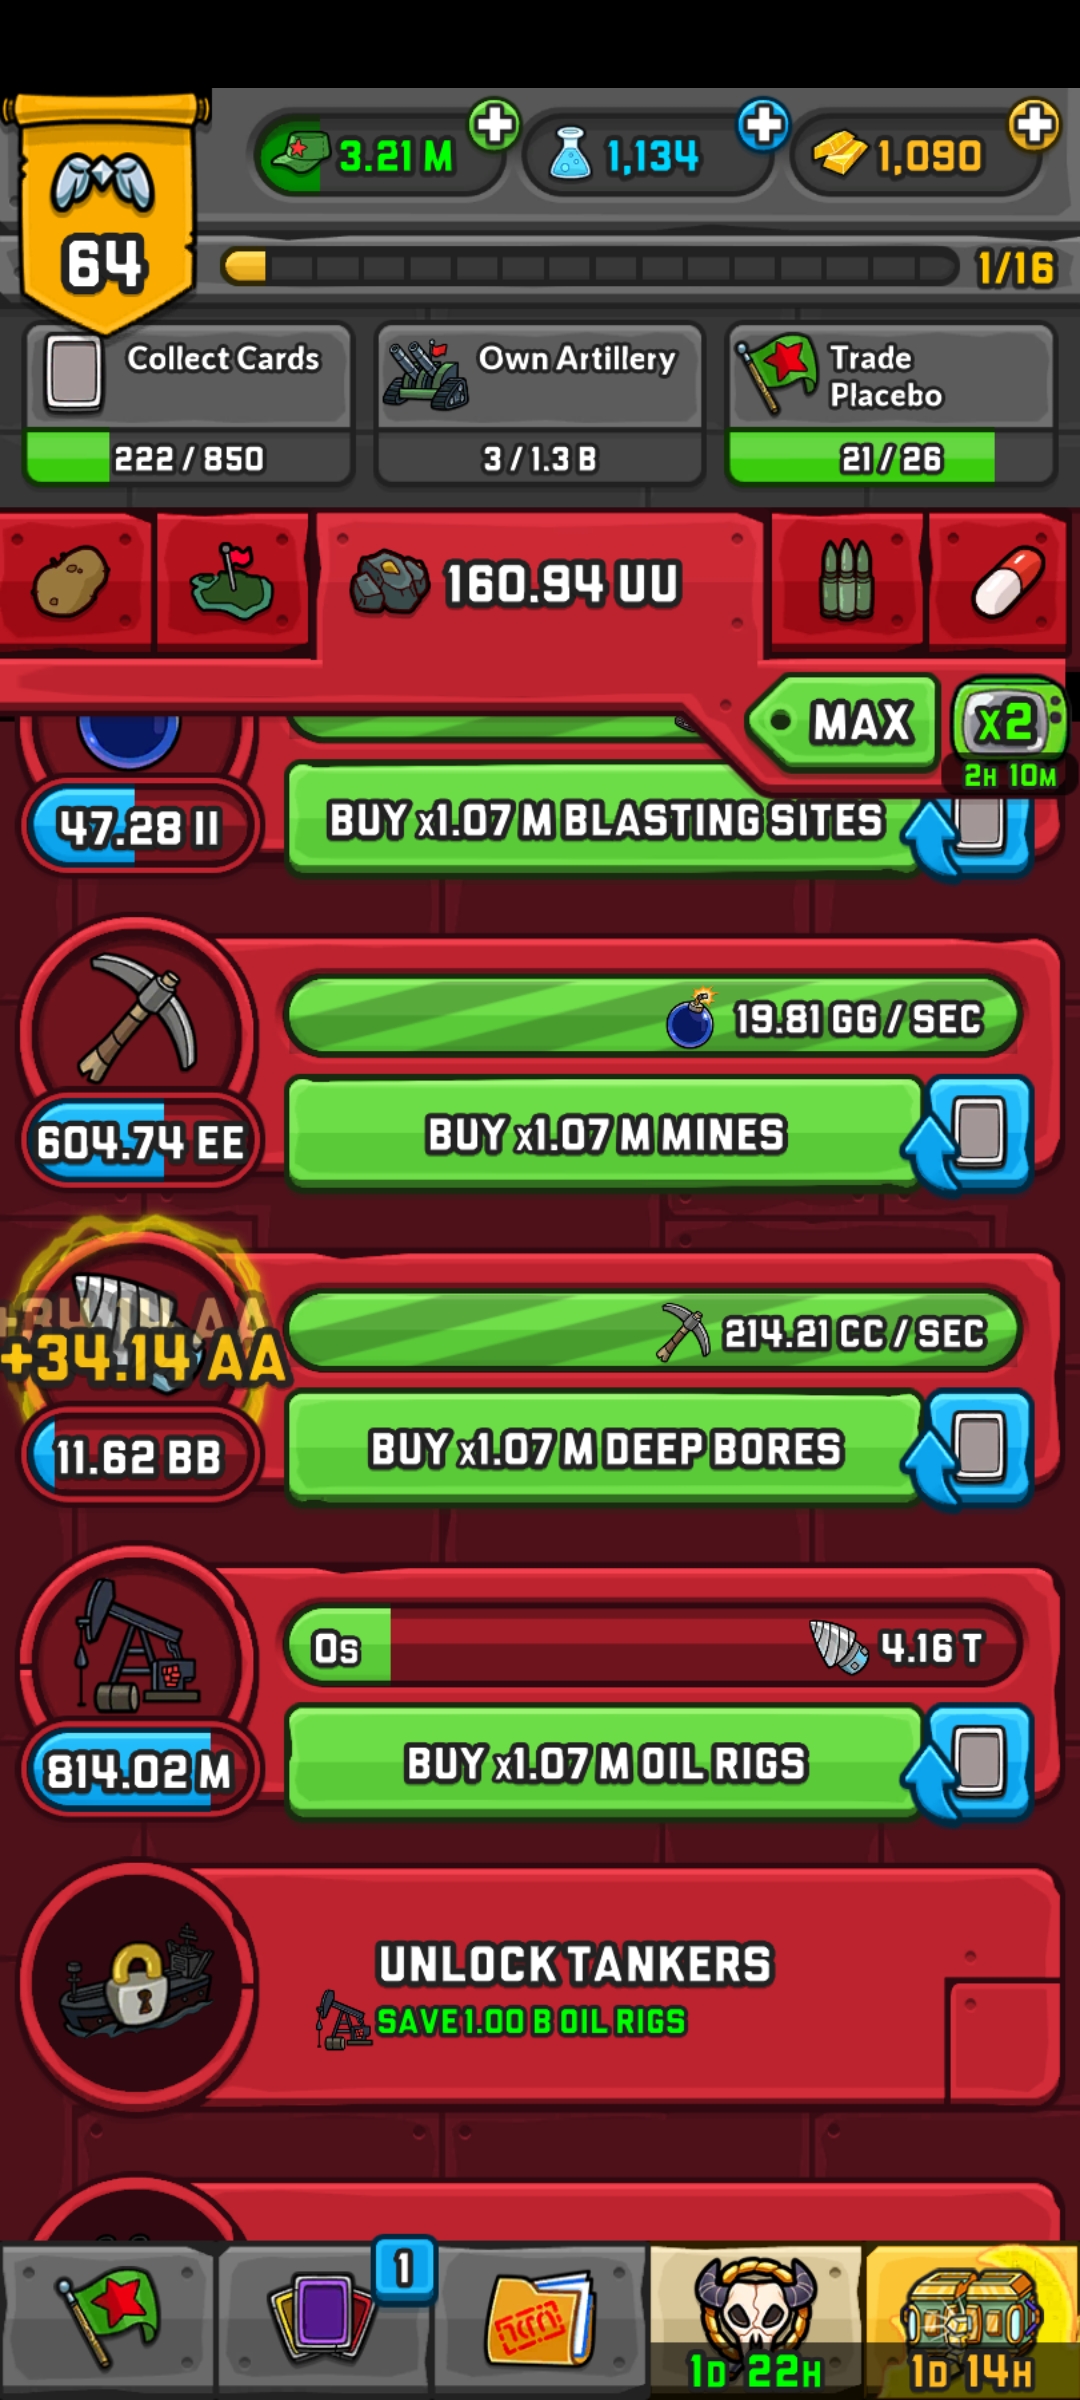 3.21 M
1,134
1,090
64
1/16
Collect Cards
222 / 850
Own Artillery
3 / 1.3 B
Trade
Placebo
21 / 26
160.94 UU
MAX
X2
2H 10M
47.28 II
BUY x1.07 M BLASTING SITES
19.81 GG / SEC
604.74 EE
BUY x1.07 M MINES
+34.14 AA
+34.14 AA
214.21 CC / SEC
11.62 BB
BUY x1.07 M DEEP BORES
0s
4.16 T
814.02 M
BUY x1.07 M OIL RIGS
UNLOCK TANKERS
SAVE 1.00 B OIL RIGS
1
1D 22H
1D 14H